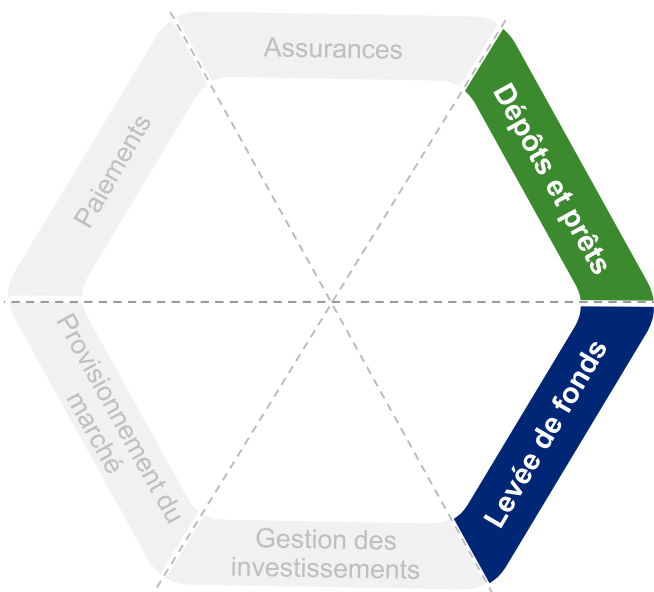 Assurances
Dépôts et prêts
Paiements
Levée de fonds
Provisionnement du
marché
Gestion des
investissements